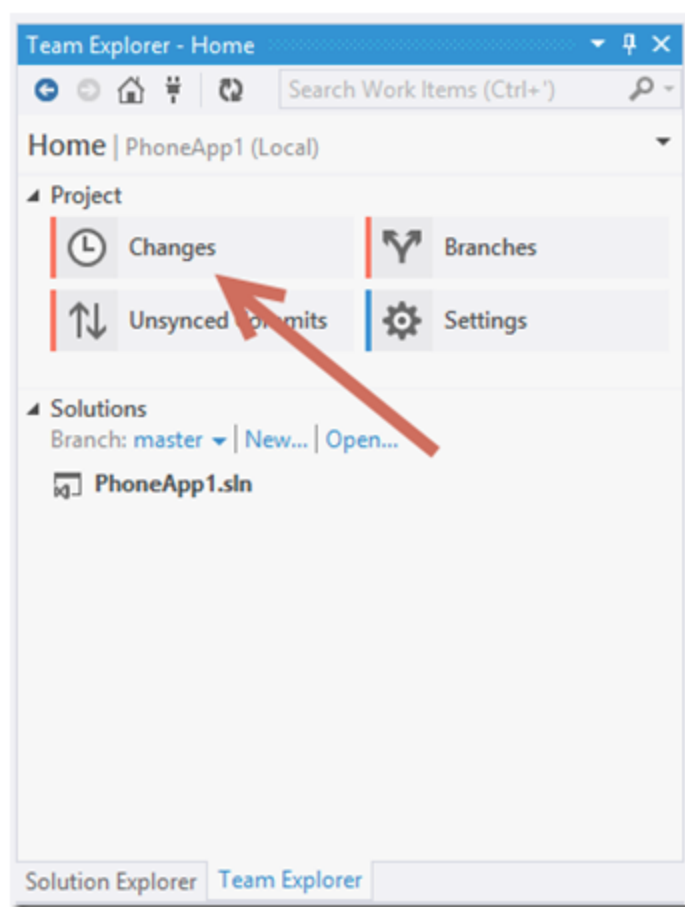 Team Explorer - Home
Search Work Items (Ctrl+')
Home | PhoneApp1 (Local)
Project
Changes
Branches
Unsynced Commits
Settings
Solutions
Branch: master | New... | Open...
PhoneApp1.sln
Solution Explorer Team Explorer